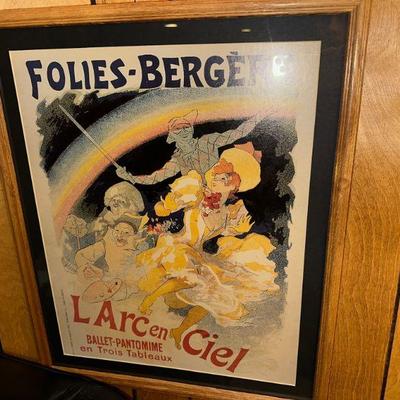 FOLIES-BERGÈRE
L'ARC en CIEL
BALLET-PANTOMIME
en Trois Tableaux